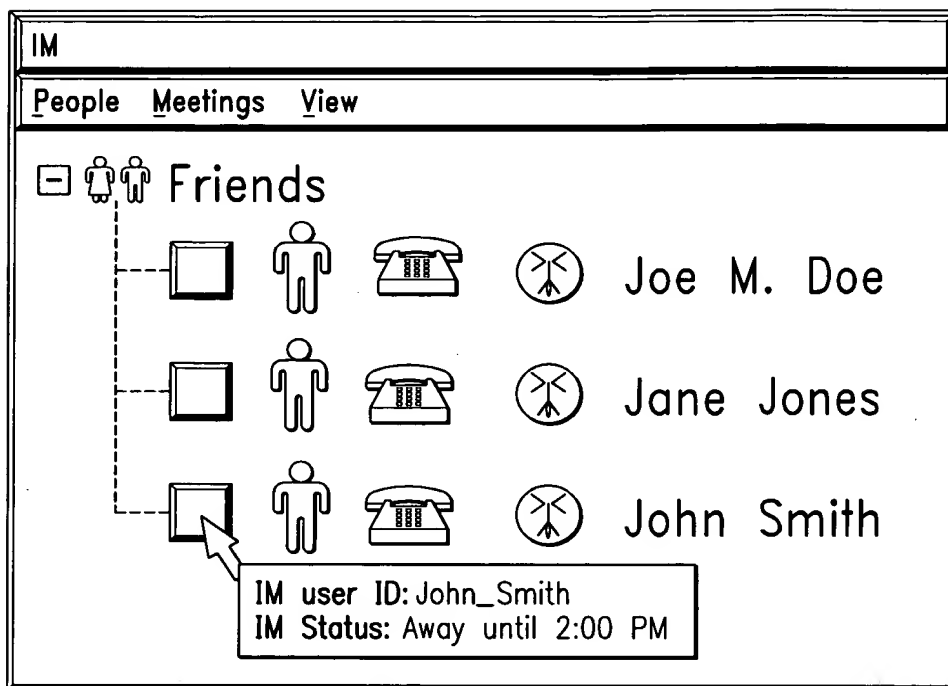 IM
People Meetings View
Friends
Joe M. Doe
Jane Jones
John Smith
IM user ID: John_Smith
IM Status: Away until 2:00 PM